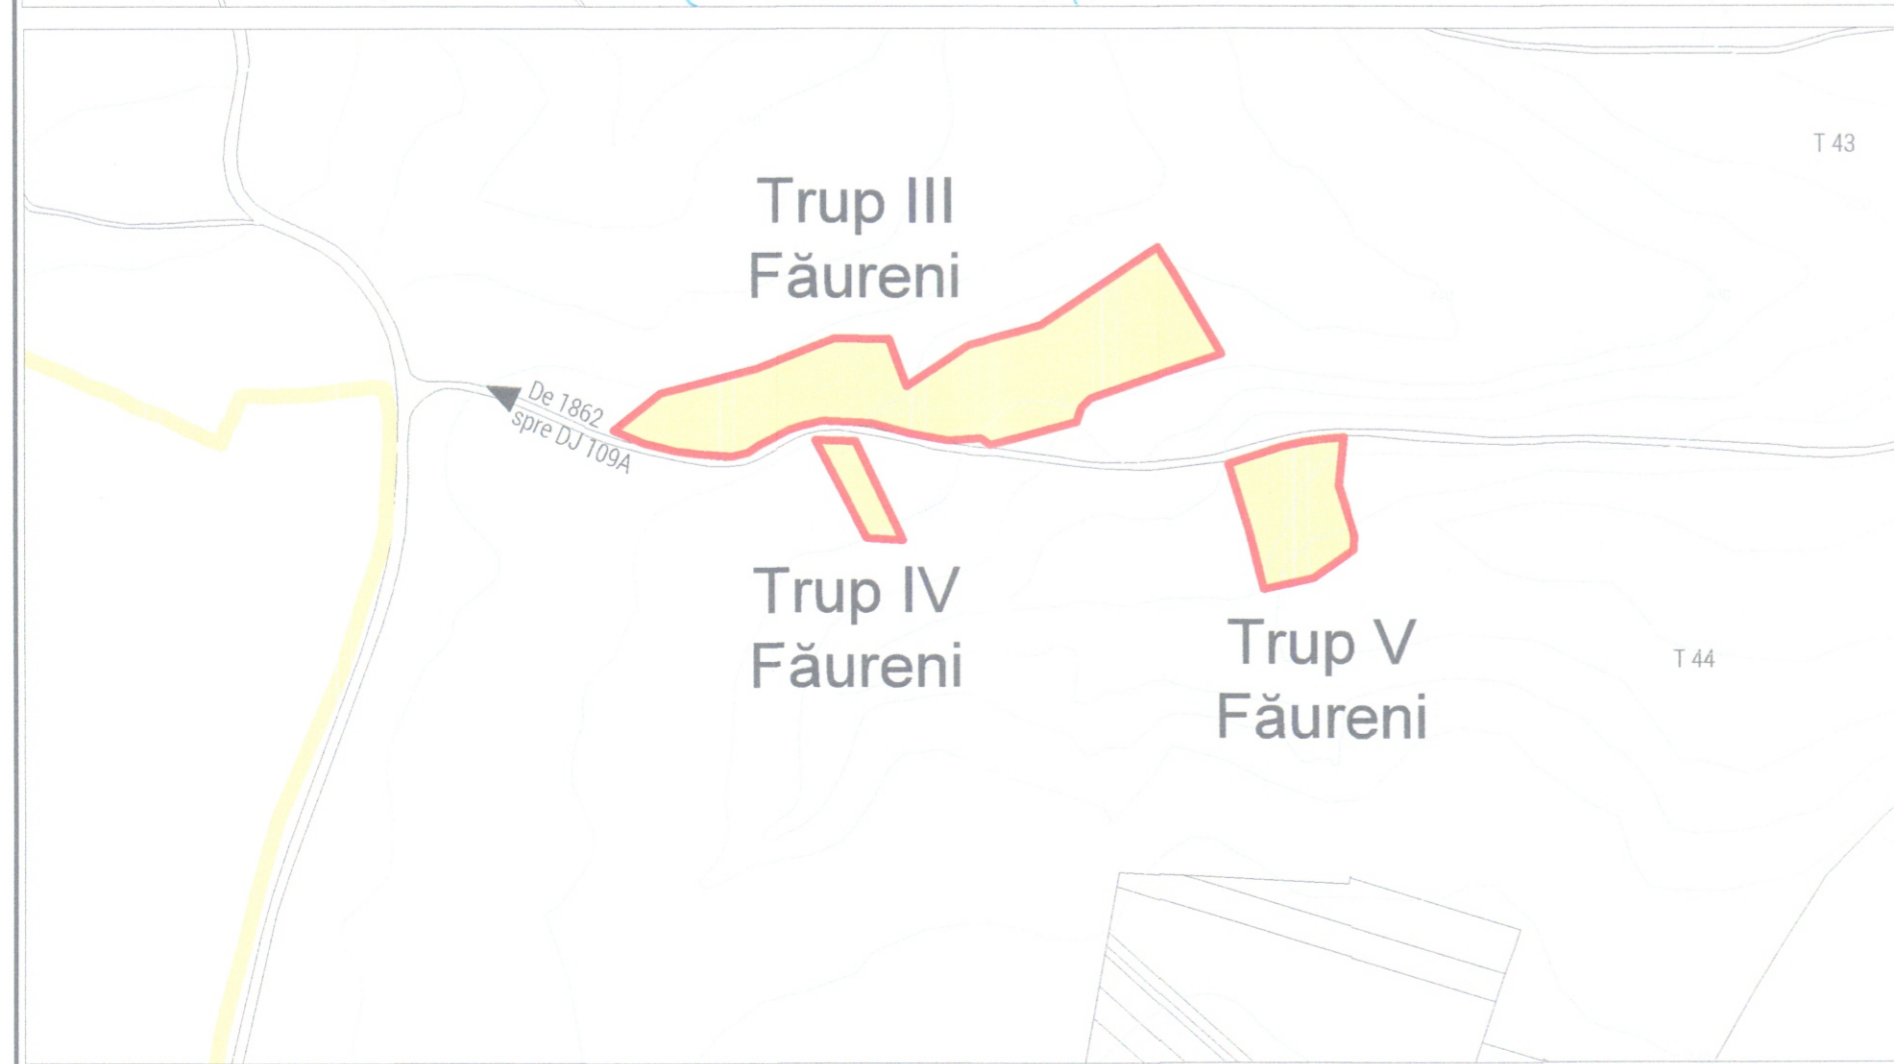 T 43
Trup III
Făureni
De 1862
spre DJ 109A
Trup IV
Făureni
Trup V
Făureni
T 44